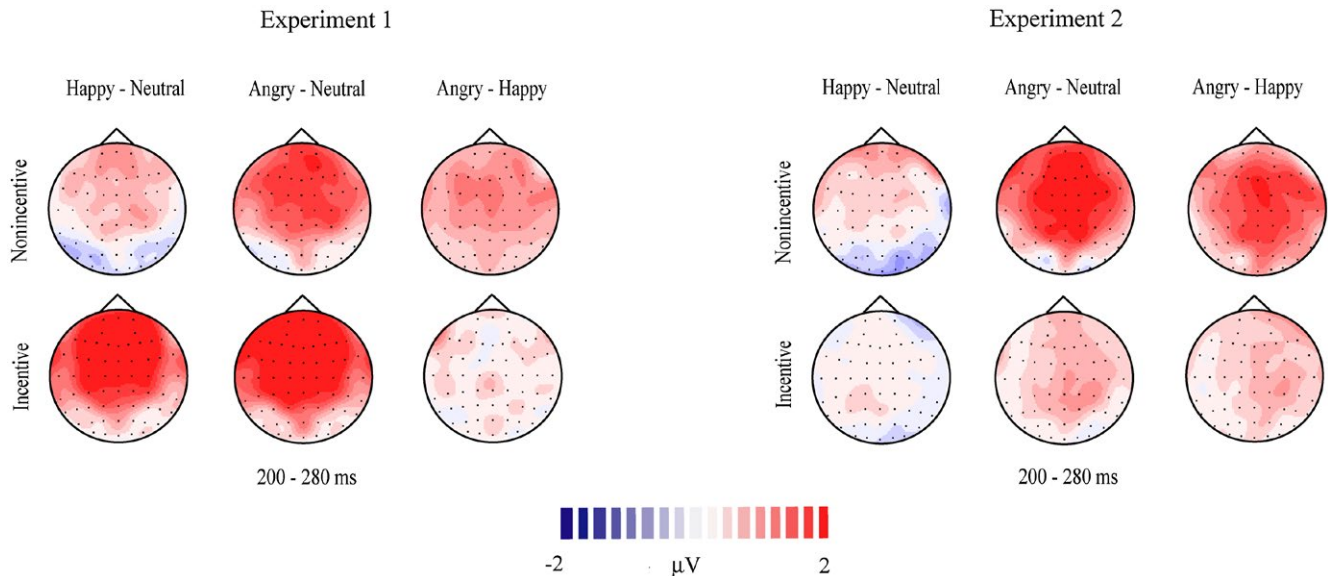 Experiment 1
Experiment 2
Happy - Neutral
Angry - Neutral
Angry - Happy
Happy - Neutral
Angry - Neutral
Angry - Happy
Nonincentive
Nonincentive
Incentive
Incentive
200 - 280 ms
200 - 280 ms
-2
μV
2